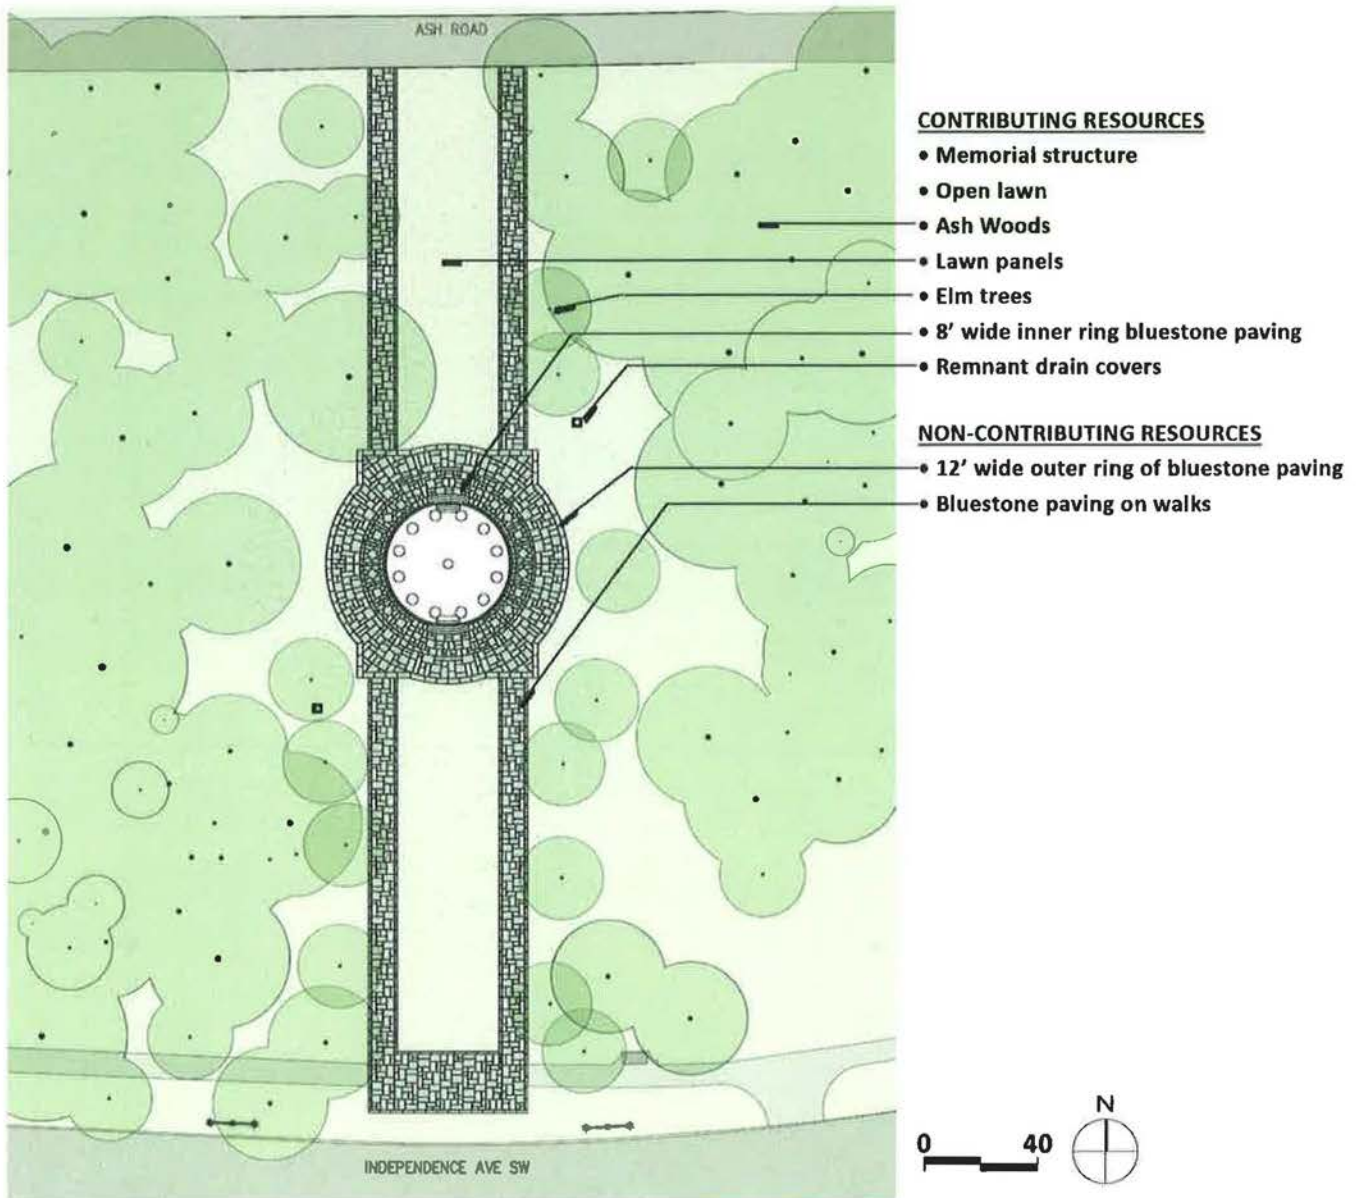 ASH ROAD
CONTRIBUTING RESOURCES
• Memorial structure
• Open lawn
• Ash Woods
• Lawn panels
• Elm trees
• 8' wide inner ring bluestone paving
• Remnant drain covers
NON-CONTRIBUTING RESOURCES
• 12' wide outer ring of bluestone paving
• Bluestone paving on walks
N
0 40
INDEPENDENCE AVE SW